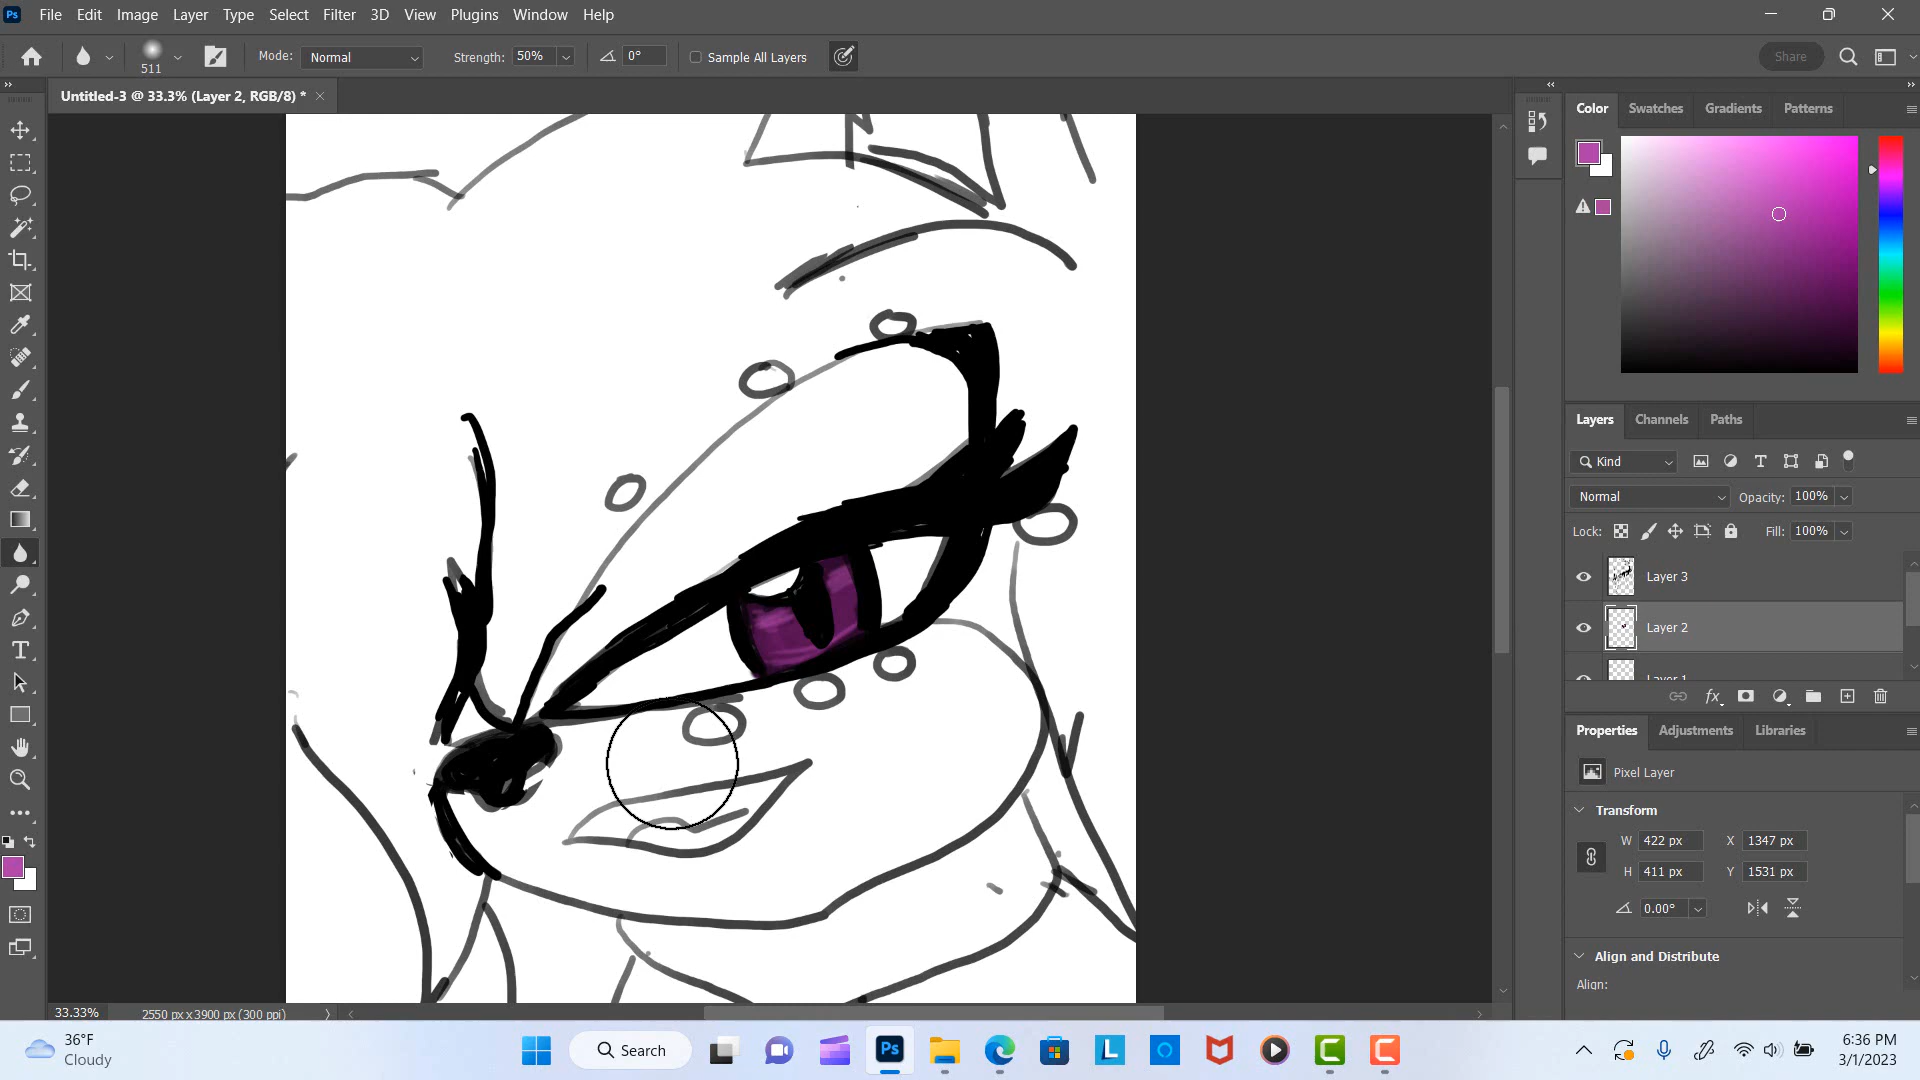 Ps File Edit Image Layer Type Select Filter 3D View Plugins Window Help
511 Mode: Normal Strength: 50% 0° Sample All Layers Share
Untitled-3 @ 33.3% (Layer 2, RGB/8) *
Color Swatches Gradients Patterns
Layers Channels Paths
Kind
Normal Opacity: 100%
Lock: Fill: 100%
Layer 3
Layer 2
Layer 1
Properties Adjustments Libraries
Pixel Layer
Transform
W 422 px X 1347 px
H 411 px Y 1531 px
0.00°
Align and Distribute
Align:
33.33% 2550 px x 3900 px (300 ppi)
36°F
Cloudy
Search
Ps
L
6:36 PM
3/1/2023